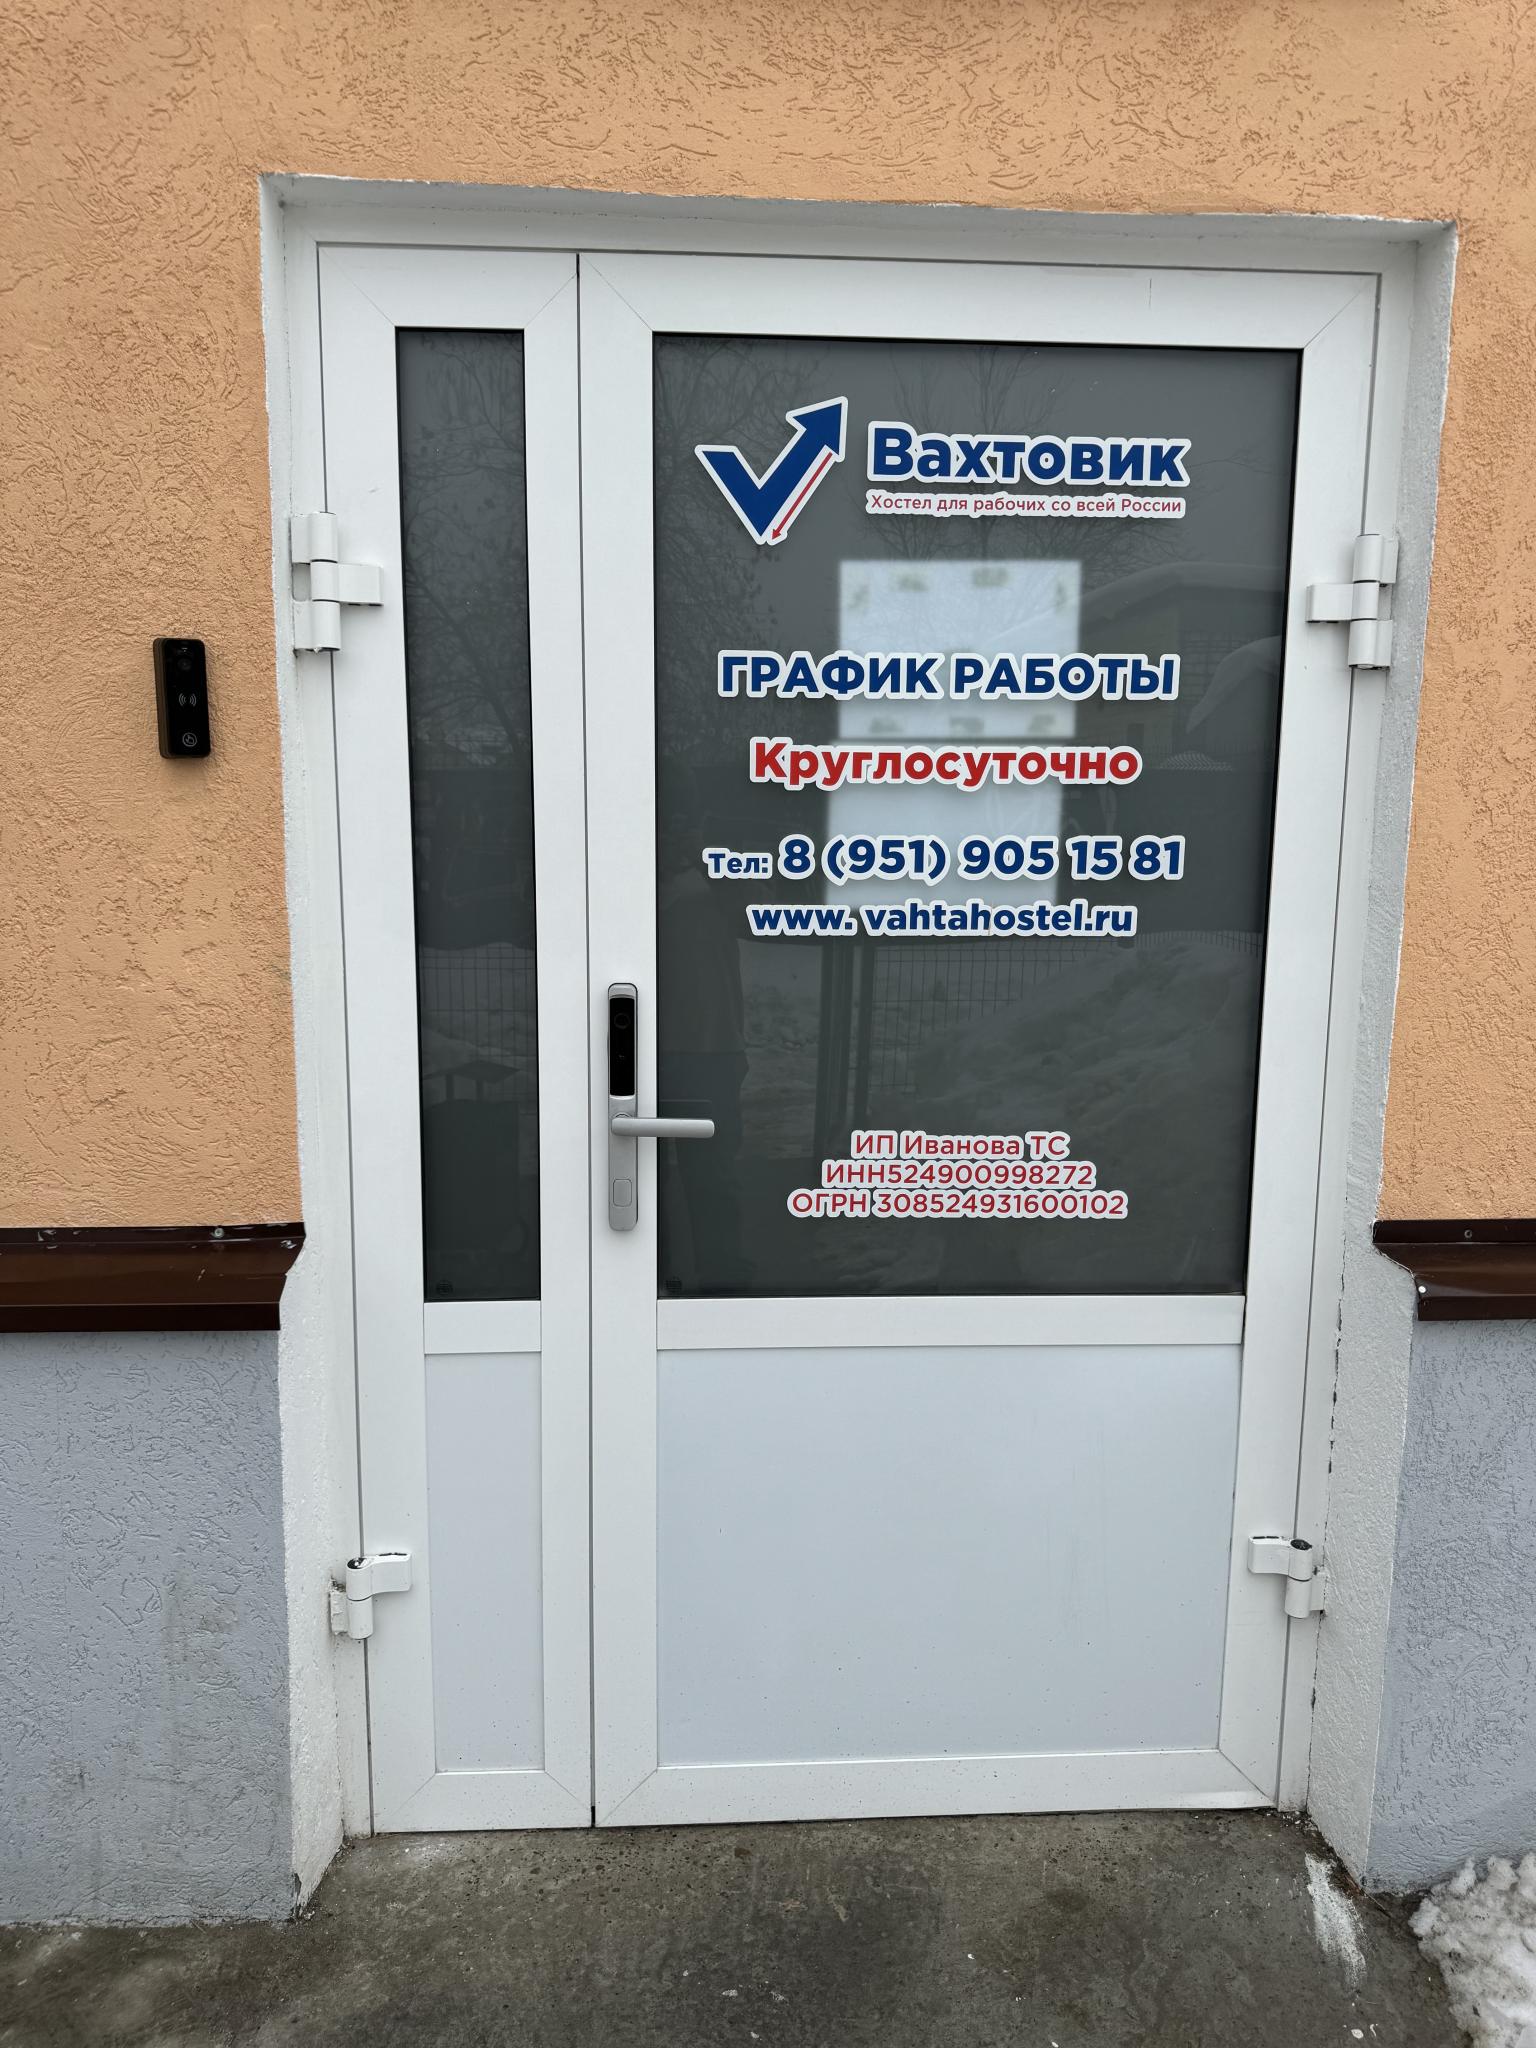 Вахтовик
Хостел для рабочих со всей России
ГРАФИК РАБОТЫ
Круглосуточно
Тел: 8 (951) 905 15 81
www. vahtahostel.ru
ИП Иванова ТС
ИНН524900998272
ОГРН 308524931600102